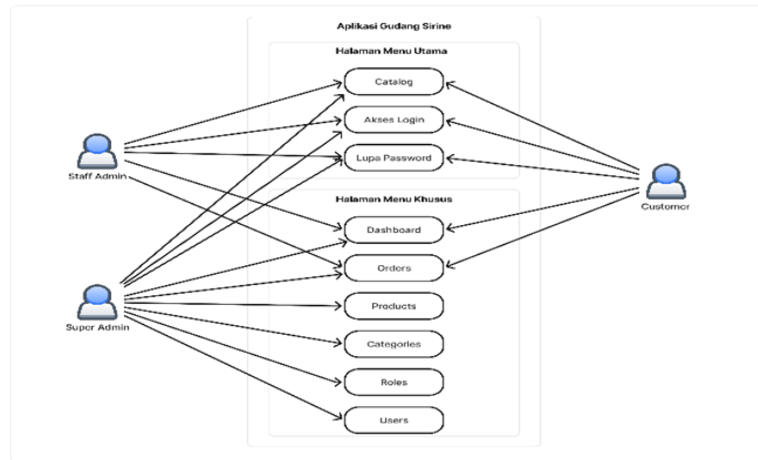 Aplikasi Gudang Sirine
Halaman Menu Utama
Catalog
Akses Login
Lupa Password
Staff Admin
Customer
Halaman Menu Khusus
Dashboard
Orders
Products
Super Admin
Categories
Roles
Users